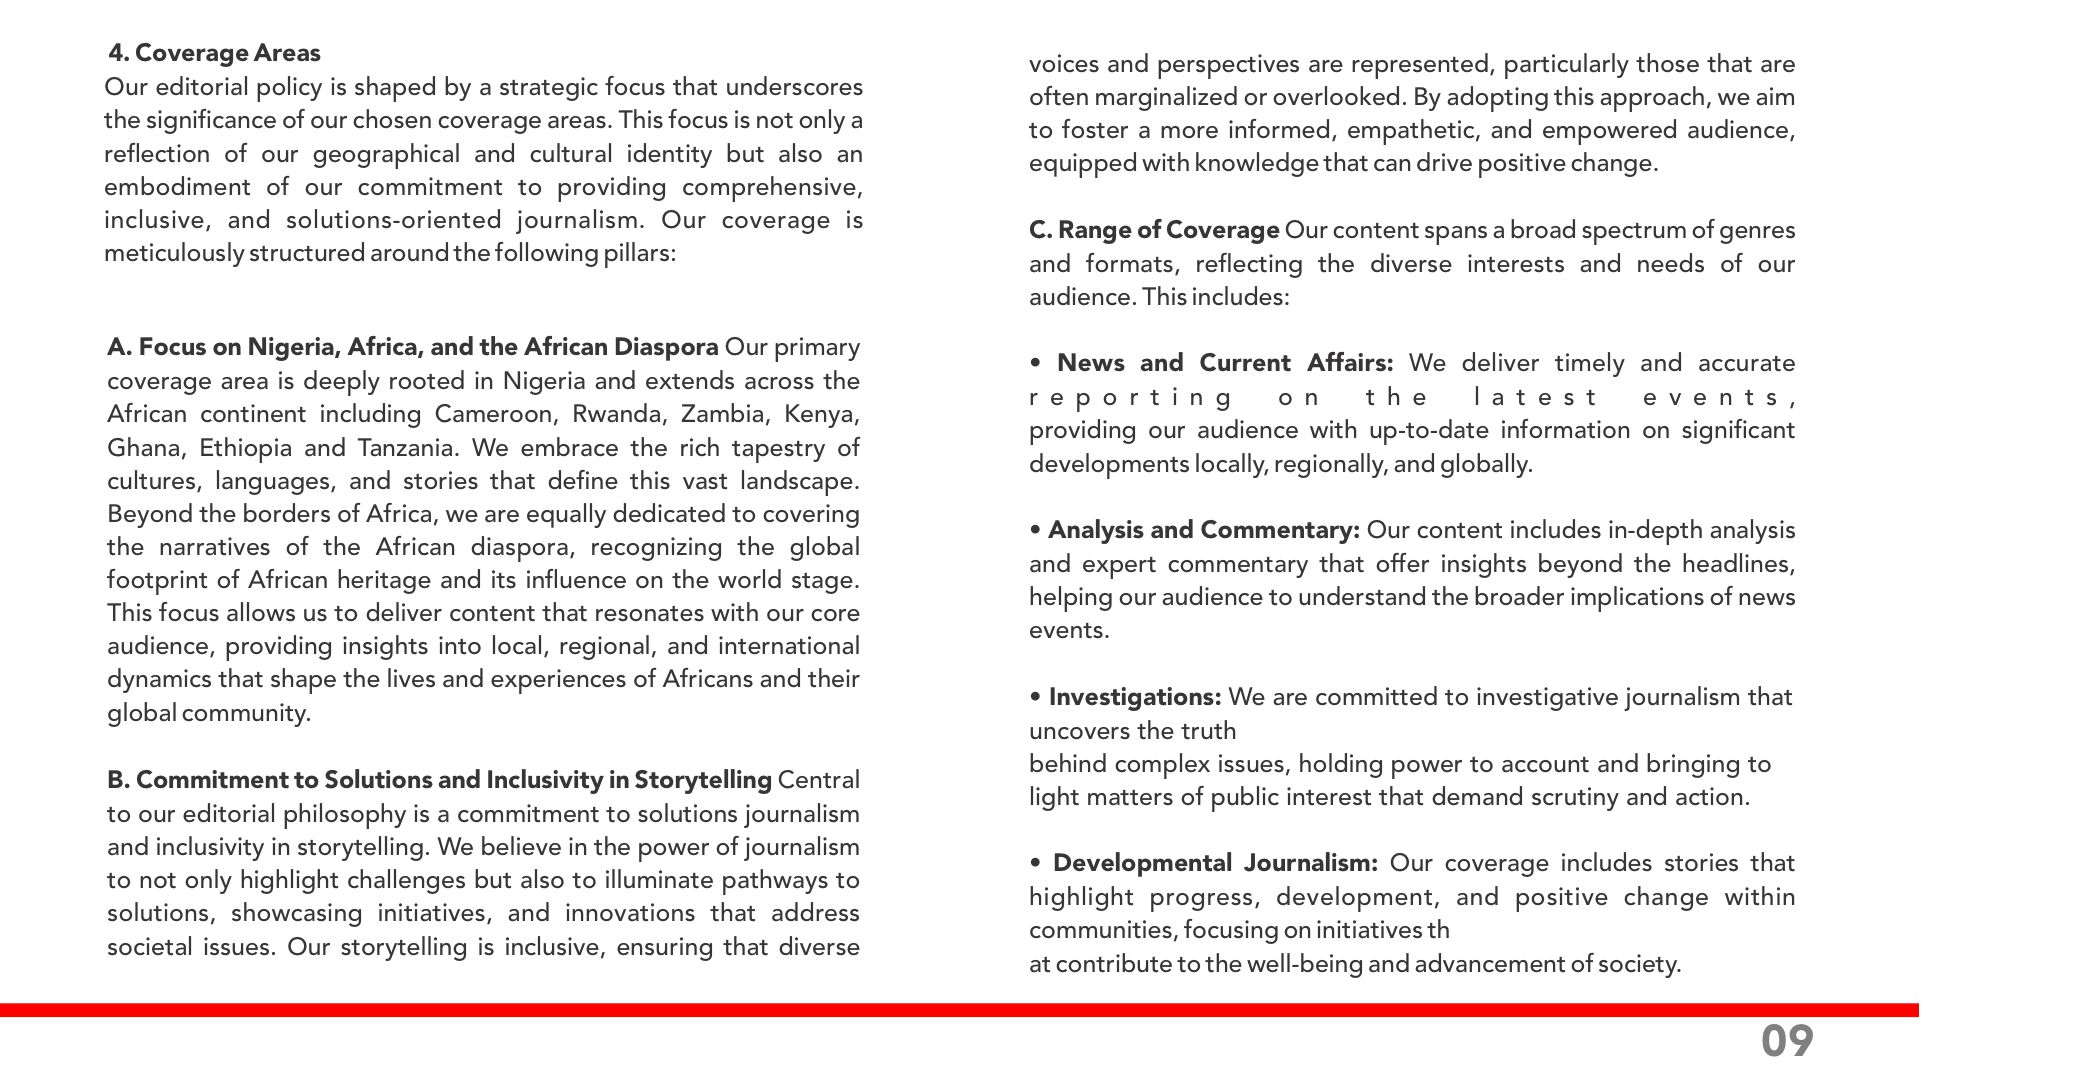 4. Coverage Areas
Our editorial policy is shaped by a strategic focus that underscores
the significance of our chosen coverage areas. This focus is not only a
reflection of our geographical and cultural identity but also an
embodiment of our commitment to providing comprehensive,
inclusive, and solutions-oriented journalism. Our coverage is
meticulously structured around the following pillars:
A. Focus on Nigeria, Africa, and the African Diaspora Our primary
coverage area is deeply rooted in Nigeria and extends across the
African continent including Cameroon, Rwanda, Zambia, Kenya,
Ghana, Ethiopia and Tanzania. We embrace the rich tapestry of
cultures, languages, and stories that define this vast landscape.
Beyond the borders of Africa, we are equally dedicated to covering
the narratives of the African diaspora, recognizing the global
footprint of African heritage and its influence on the world stage.
This focus allows us to deliver content that resonates with our core
audience, providing insights into local, regional, and international
dynamics that shape the lives and experiences of Africans and their
global community.
B. Commitment to Solutions and Inclusivity in Storytelling Central
to our editorial philosophy is a commitment to solutions journalism
and inclusivity in storytelling. We believe in the power of journalism
to not only highlight challenges but also to illuminate pathways to
solutions, showcasing initiatives, and innovations that address
societal issues. Our storytelling is inclusive, ensuring that diverse
voices and perspectives are represented, particularly those that are
often marginalized or overlooked. By adopting this approach, we aim
to foster a more informed, empathetic, and empowered audience,
equipped with knowledge that can drive positive change.
C. Range of Coverage Our content spans a broad spectrum of genres
and formats, reflecting the diverse interests and needs of our
audience. This includes:
• News and Current Affairs: We deliver timely and accurate
reporting on the latest events,
providing our audience with up-to-date information on significant
developments locally, regionally, and globally.
• Analysis and Commentary: Our content includes in-depth analysis
and expert commentary that offer insights beyond the headlines,
helping our audience to understand the broader implications of news
events.
• Investigations: We are committed to investigative journalism that
uncovers the truth
behind complex issues, holding power to account and bringing to
light matters of public interest that demand scrutiny and action.
• Developmental Journalism: Our coverage includes stories that
highlight progress, development, and positive change within
communities, focusing on initiatives th
at contribute to the well-being and advancement of society.
09